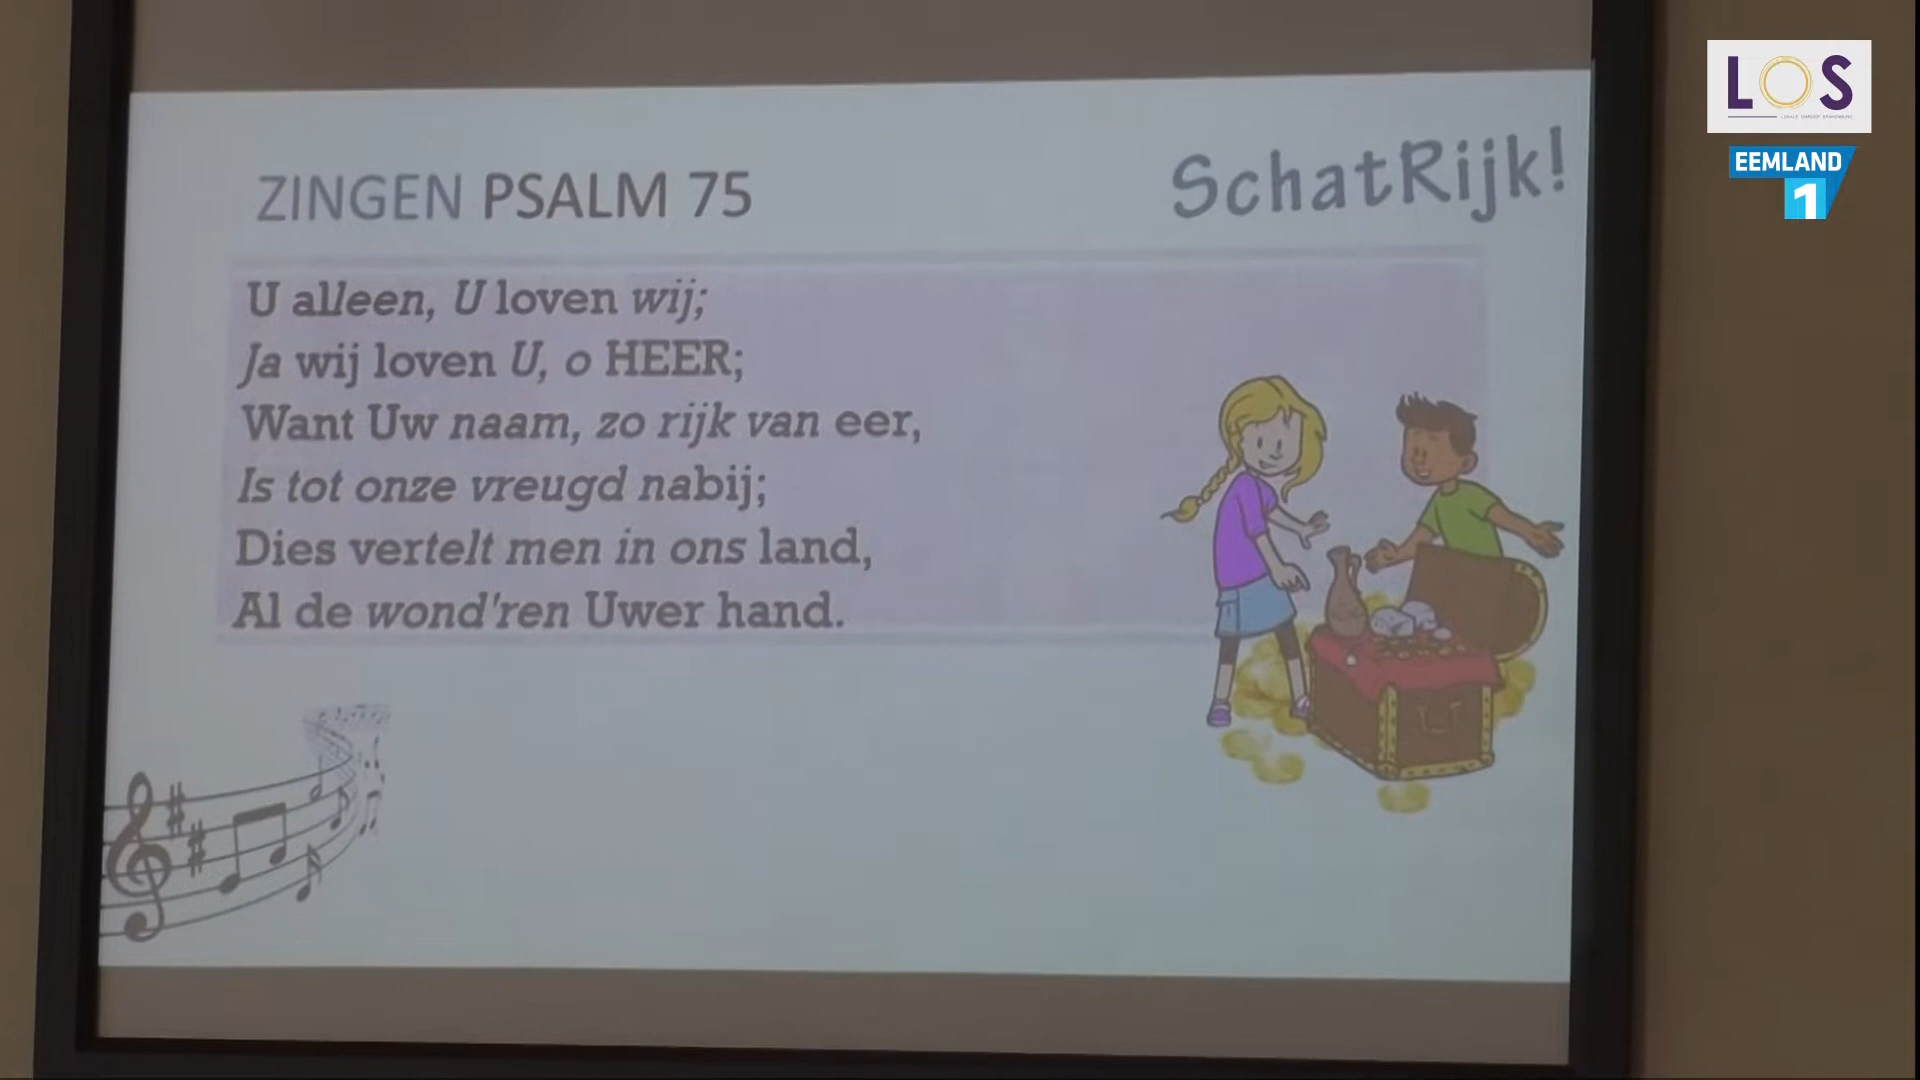 LOS
EEMLAND
1
ZINGEN PSALM 75
SchatRijk!
U alleen, U loven wij;
Ja wij loven U, o HEER;
Want Uw naam, zo rijk van eer,
Is tot onze vreugd nabij;
Dies vertelt men in ons land,
Al de wond'ren Uwer hand.